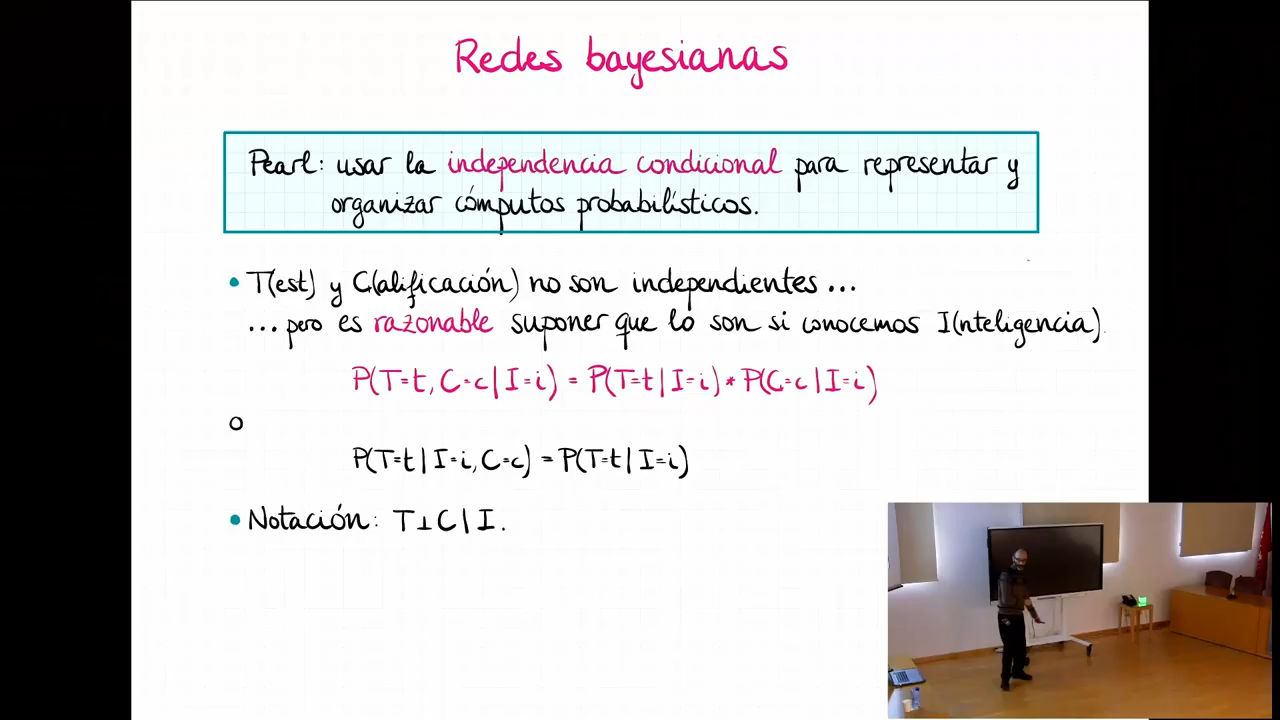 Redes bayesianas
Pearl: usar la independencia condicional para representar y
organizar cómputos probabilísticos.
• T(est) y C(alificación) no son independientes...
...pero es razonable suponer que lo son si conocemos I(nteligencia).
P(T=t, C=c | I=i) = P(T=t | I=i) * P(C=c | I=i)
o
P(T=t | I=i, C=c) = P(T=t | I=i)
• Notación: T⊥C | I.